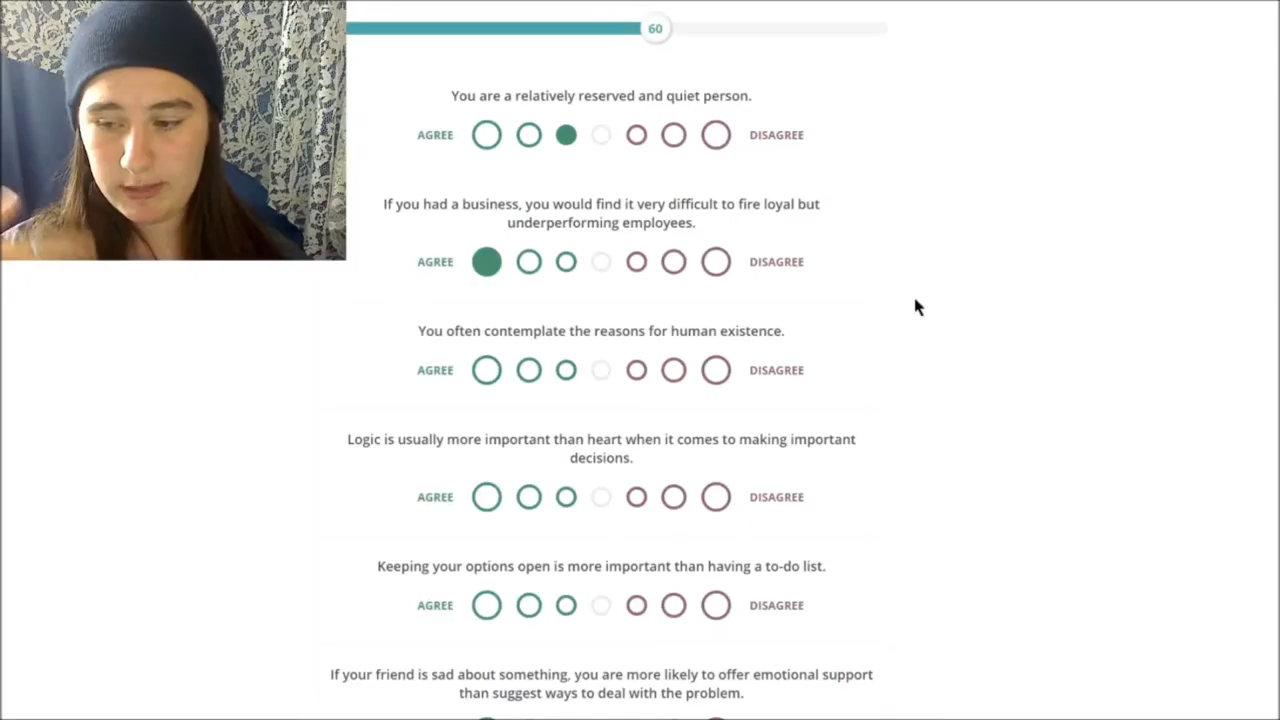 60
You are a relatively reserved and quiet person.
AGREE DISAGREE
If you had a business, you would find it very difficult to fire loyal but
underperforming employees.
AGREE DISAGREE
You often contemplate the reasons for human existence.
AGREE DISAGREE
Logic is usually more important than heart when it comes to making important
decisions.
AGREE DISAGREE
Keeping your options open is more important than having a to-do list.
AGREE DISAGREE
If your friend is sad about something, you are more likely to offer emotional support
than suggest ways to deal with the problem.